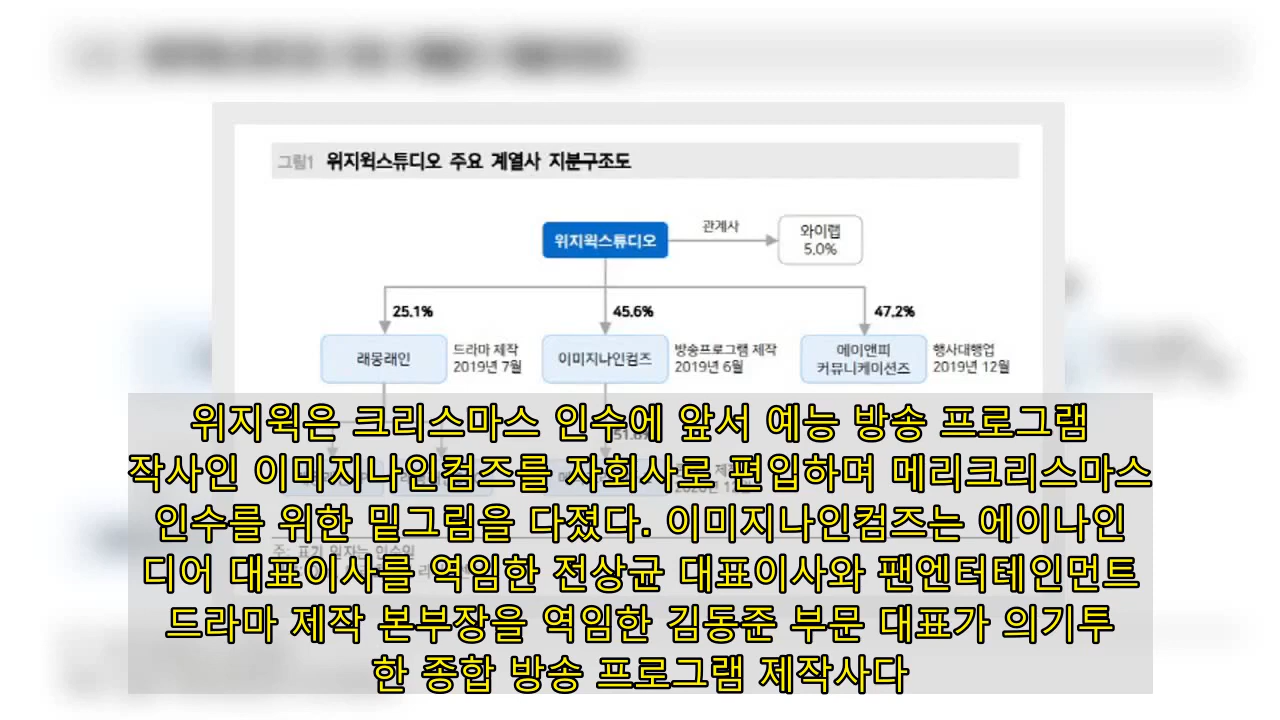 그림1 위지윅스튜디오 주요 계열사 지분구조도
위지윅스튜디오
관계사
와이랩
5.0%
25.1%
45.6%
47.2%
래몽래인
드라마 제작
2019년 7월
이미지나인컴즈
방송프로그램 제작
2019년 6월
에이앤피
커뮤니케이션즈
행사대행업
2019년 12월
위지윅은 크리스마스 인수에 앞서 예능 방송 프로그램
작사인 이미지나인컴즈를 자회사로 편입하며 메리크리스마스
인수를 위한 밑그림을 다졌다. 이미지나인컴즈는 에이나인
디어 대표이사를 역임한 전상균 대표이사와 팬엔터테인먼트
드라마 제작 본부장을 역임한 김동준 부문 대표가 의기투
한 종합 방송 프로그램 제작사다